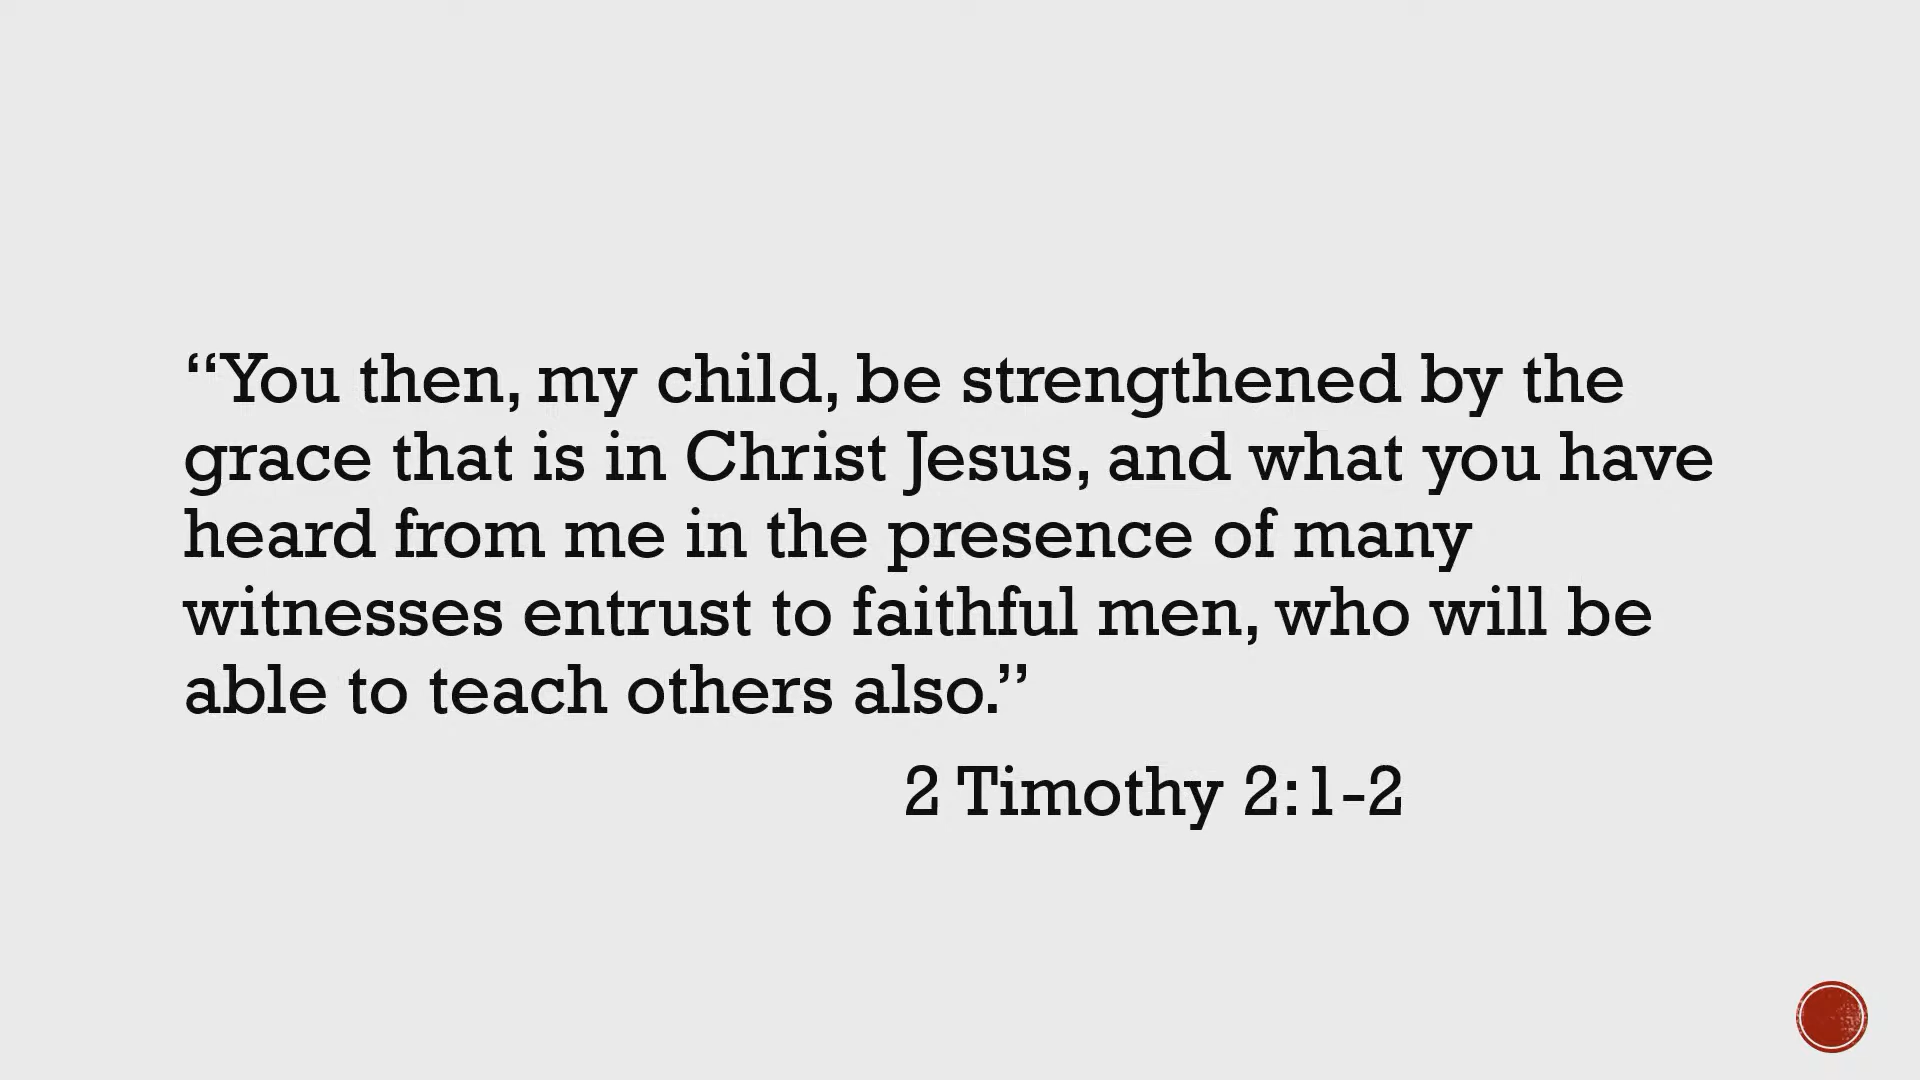 “You then, my child, be strengthened by the
grace that is in Christ Jesus, and what you have
heard from me in the presence of many
witnesses entrust to faithful men, who will be
able to teach others also.”
2 Timothy 2:1-2